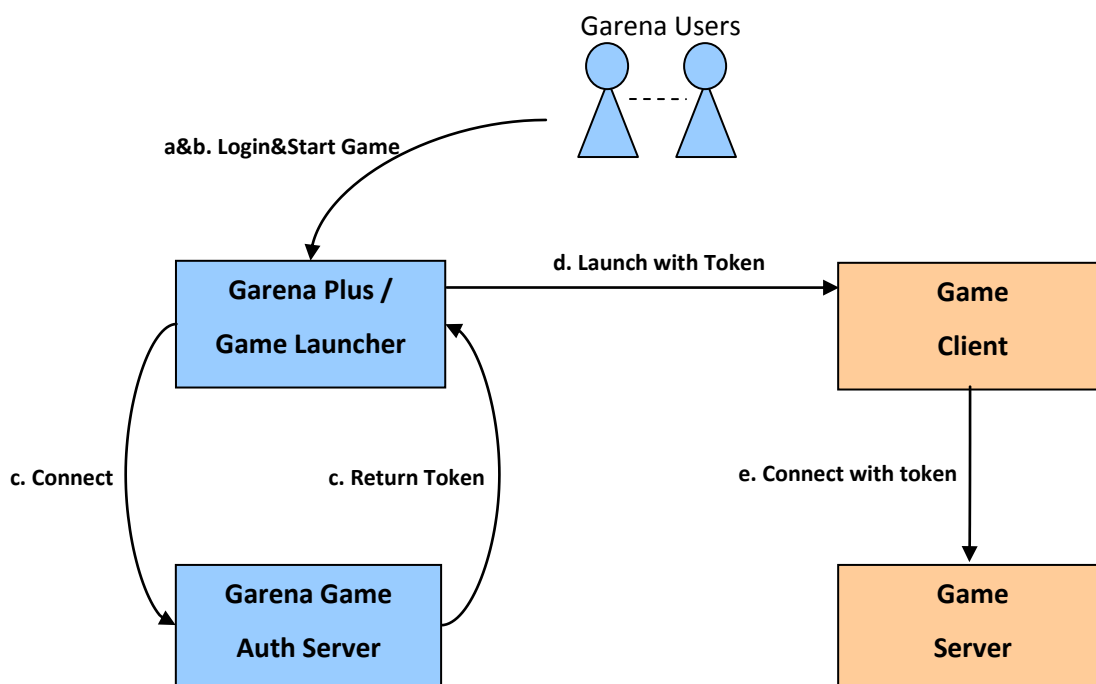 Garena Users
a&b. Login&Start Game
d. Launch with Token
Garena Plus /
Game Launcher
Game
Client
c. Connect
c. Return Token
e. Connect with token
Garena Game
Auth Server
Game
Server